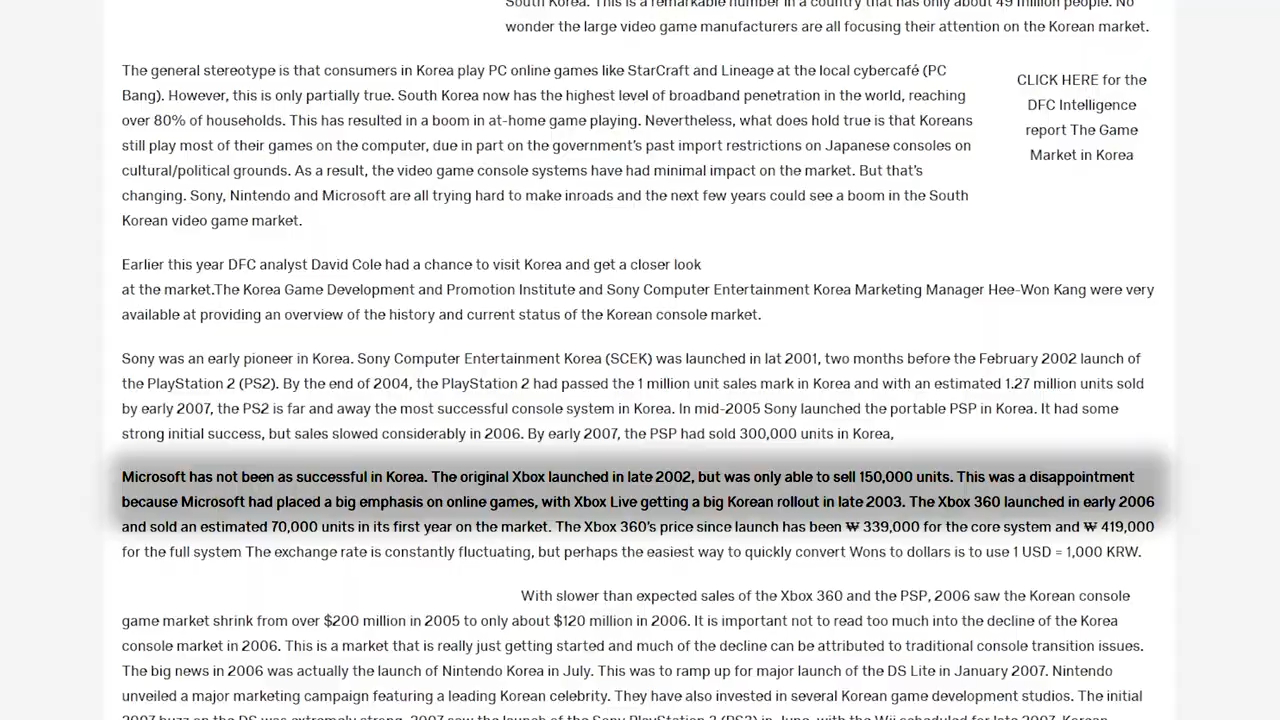 South Korea. This is a remarkable number in a country that has only about 49 million people. No
wonder the large video game manufacturers are all focusing their attention on the Korean market.
The general stereotype is that consumers in Korea play PC online games like StarCraft and Lineage at the local cybercafé (PC
Bang). However, this is only partially true. South Korea now has the highest level of broadband penetration in the world, reaching
over 80% of households. This has resulted in a boom in at-home game playing. Nevertheless, what does hold true is that Koreans
still play most of their games on the computer, due in part on the government's past import restrictions on Japanese consoles on
cultural/political grounds. As a result, the video game console systems have had minimal impact on the market. But that's
changing. Sony, Nintendo and Microsoft are all trying hard to make inroads and the next few years could see a boom in the South
Korean video game market.
CLICK HERE for the
DFC Intelligence
report The Game
Market in Korea
Earlier this year DFC analyst David Cole had a chance to visit Korea and get a closer look
at the market.The Korea Game Development and Promotion Institute and Sony Computer Entertainment Korea Marketing Manager Hee-Won Kang were very
available at providing an overview of the history and current status of the Korean console market.
Sony was an early pioneer in Korea. Sony Computer Entertainment Korea (SCEK) was launched in lat 2001, two months before the February 2002 launch of
the PlayStation 2 (PS2). By the end of 2004, the PlayStation 2 had passed the 1 million unit sales mark in Korea and with an estimated 1.27 million units sold
by early 2007, the PS2 is far and away the most successful console system in Korea. In mid-2005 Sony launched the portable PSP in Korea. It had some
strong initial success, but sales slowed considerably in 2006. By early 2007, the PSP had sold 300,000 units in Korea,
Microsoft has not been as successful in Korea. The original Xbox launched in late 2002, but was only able to sell 150,000 units. This was a disappointment
because Microsoft had placed a big emphasis on online games, with Xbox Live getting a big Korean rollout in late 2003. The Xbox 360 launched in early 2006
and sold an estimated 70,000 units in its first year on the market. The Xbox 360's price since launch has been ₩ 339,000 for the core system and ₩ 419,000
for the full system The exchange rate is constantly fluctuating, but perhaps the easiest way to quickly convert Wons to dollars is to use 1 USD = 1,000 KRW.
With slower than expected sales of the Xbox 360 and the PSP, 2006 saw the Korean console
game market shrink from over $200 million in 2005 to only about $120 million in 2006. It is important not to read too much into the decline of the Korea
console market in 2006. This is a market that is really just getting started and much of the decline can be attributed to traditional console transition issues.
The big news in 2006 was actually the launch of Nintendo Korea in July. This was to ramp up for major launch of the DS Lite in January 2007. Nintendo
unveiled a major marketing campaign featuring a leading Korean celebrity. They have also invested in several Korean game development studios. The initial
2007 buzz on the DS was extremely strong. 2007 saw the launch of the Sony PlayStation 3 (PS3) in June, with the Wii scheduled for late 2007. Korean